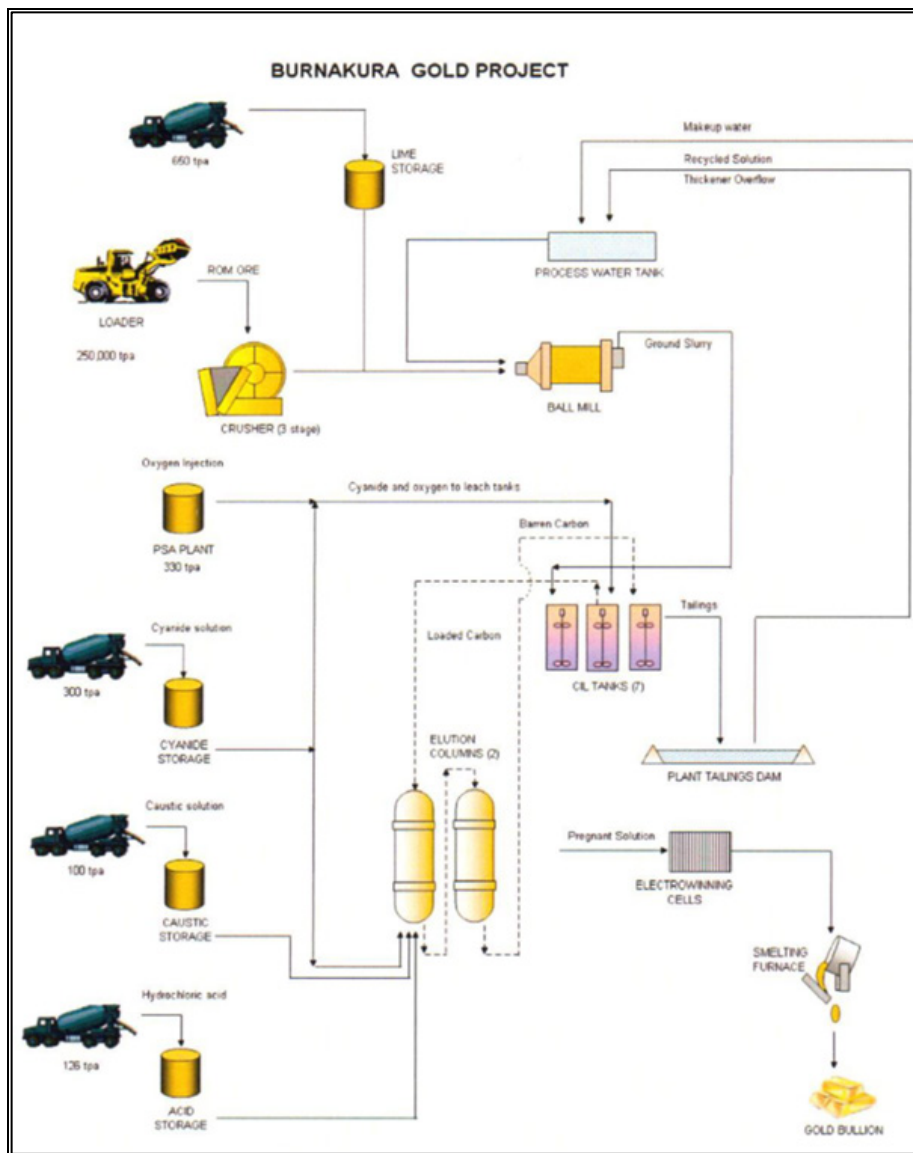 BURNAKURA GOLD PROJECT
650 tpa
LIME
STORAGE
Makeup water
Recycled Solution
Thickener Overflow
PROCESS WATER TANK
ROM ORE
LOADER
250,000 tpa
CRUSHER (3 stage)
Ground Slurry
BALL MILL
Oxygen Injection
Cyanide and oxygen to leach tanks
PSA PLANT
330 tpa
Barren Carbon
Tailings
Loaded Carbon
CIL TANKS (7)
Cyanide solution
300 tpa
CYANIDE
STORAGE
ELUTION
COLUMNS (2)
PLANT TAILINGS DAM
Caustic solution
100 tpa
CAUSTIC
STORAGE
Pregnant Solution
ELECTROWINNING
CELLS
SMELTING
FURNACE
Hydrochloric acid
126 tpa
ACID
STORAGE
GOLD BULLION